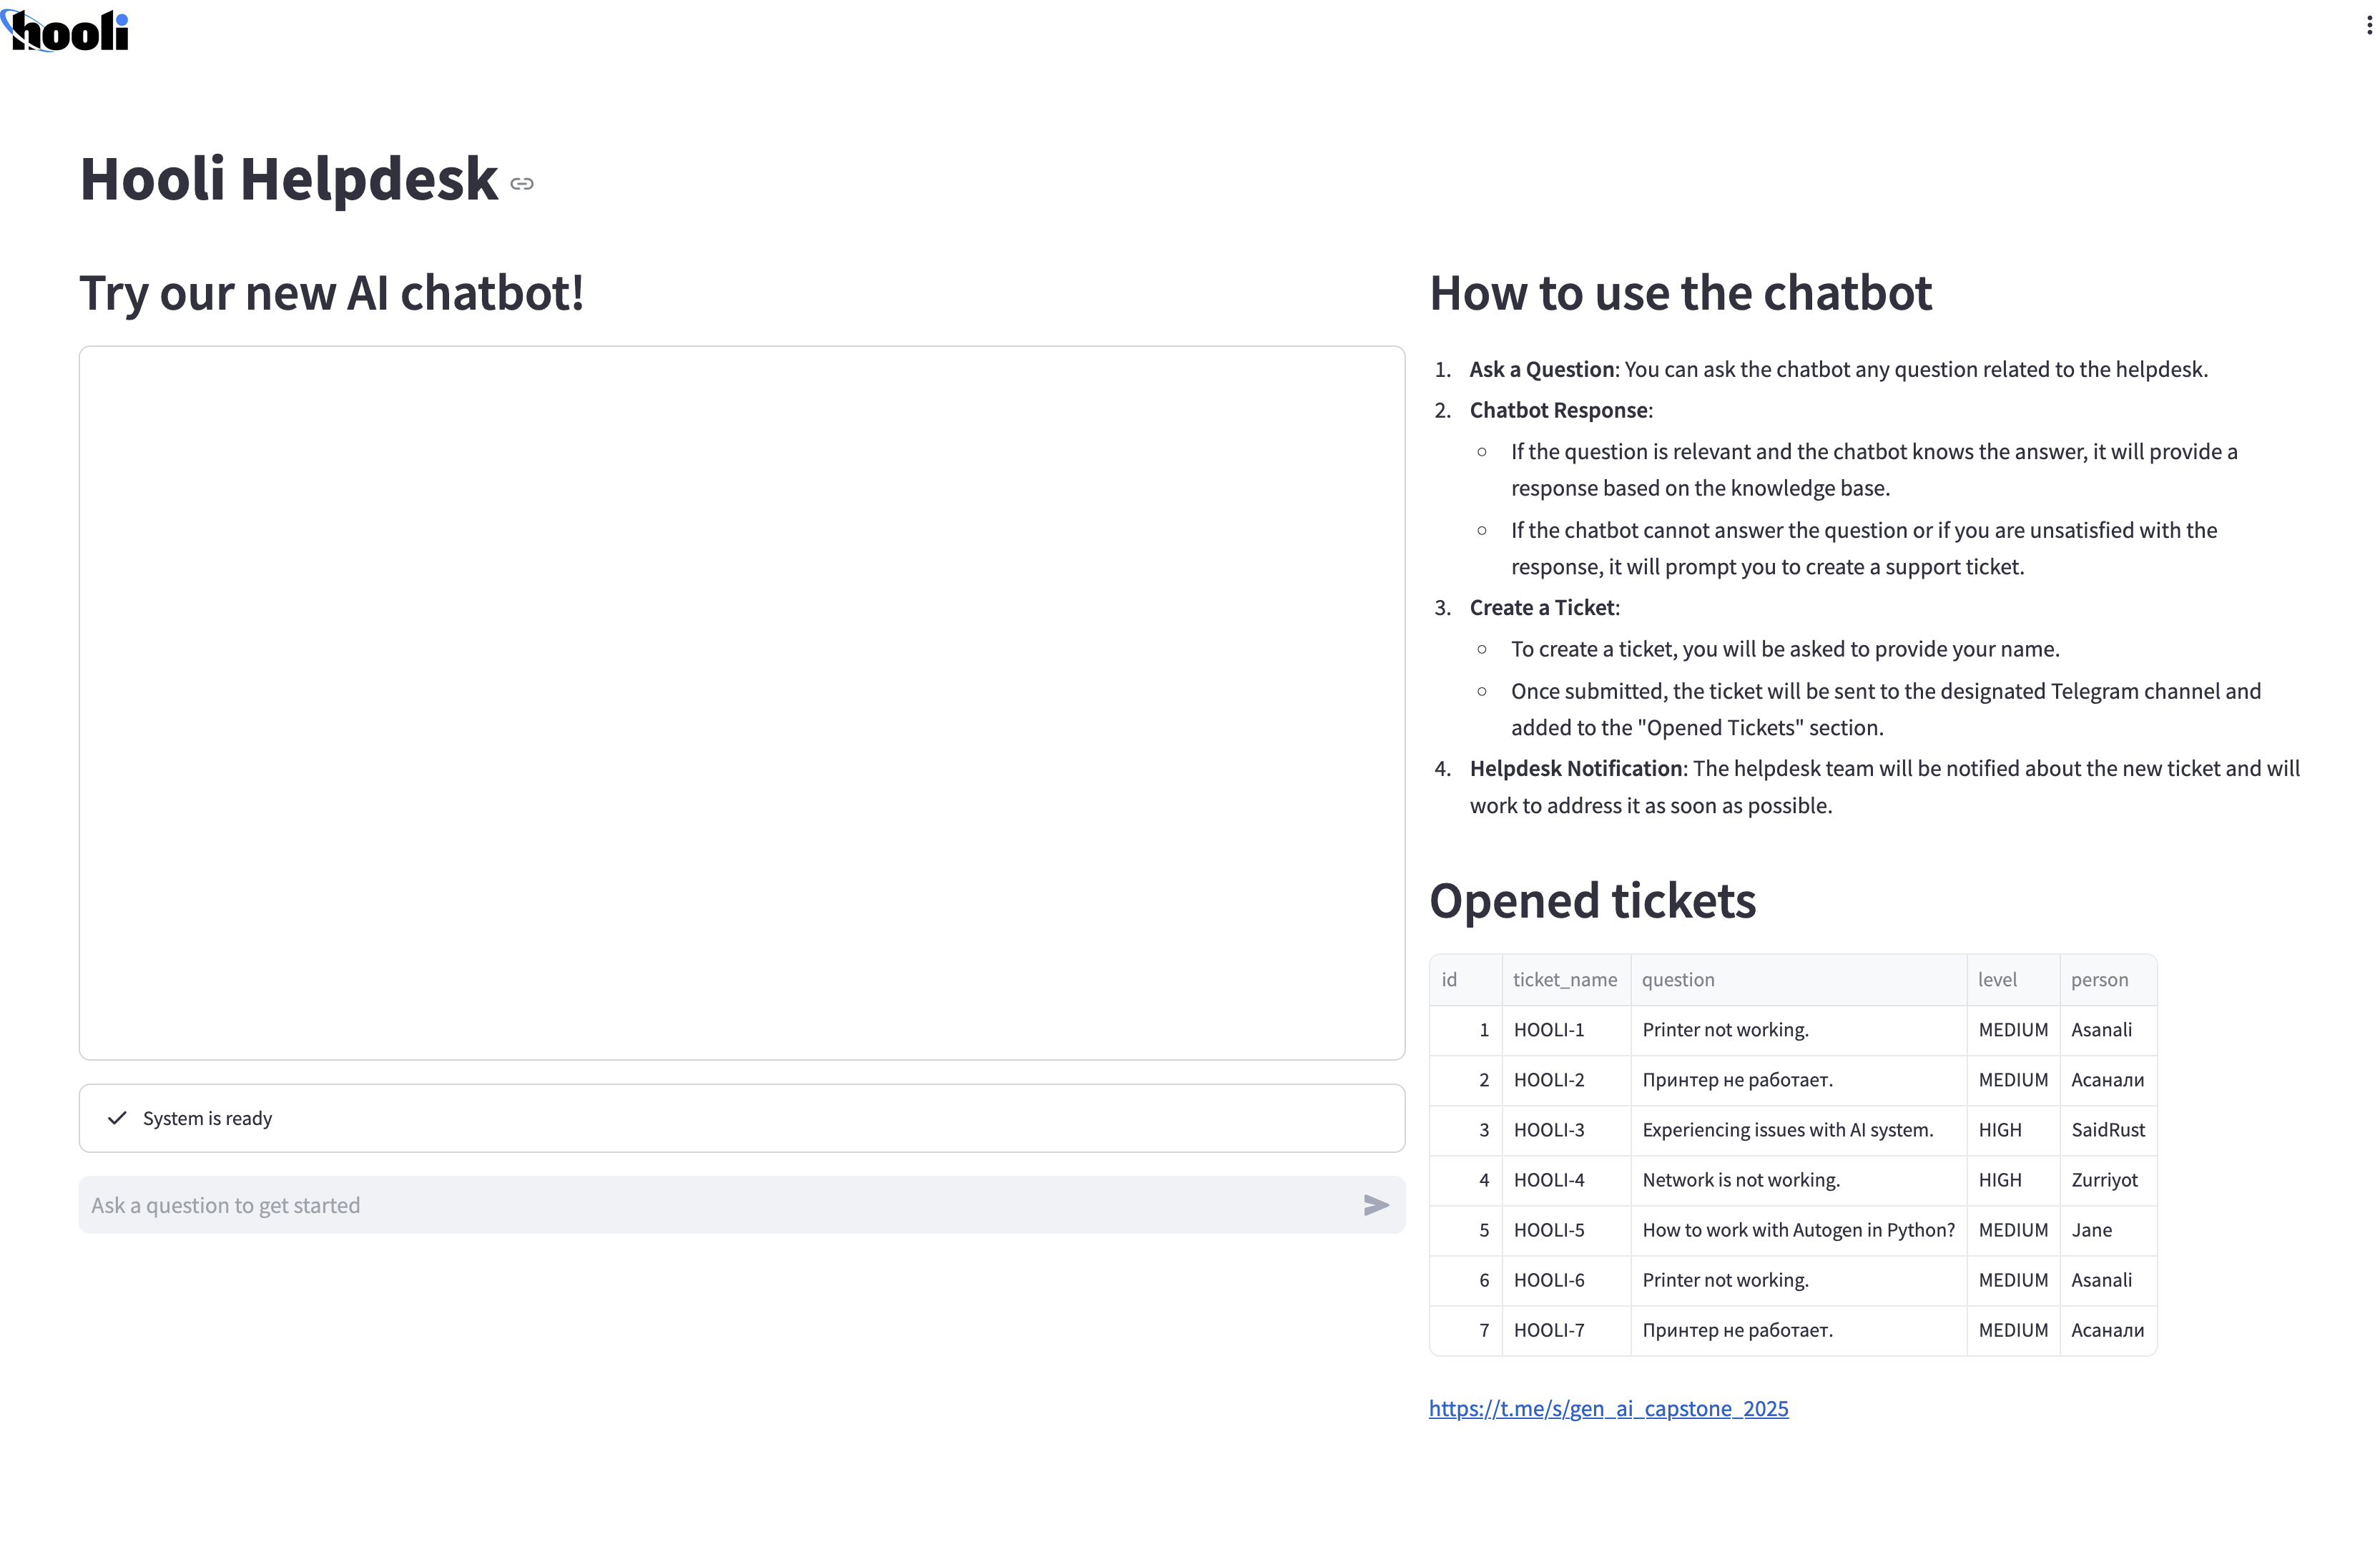 hooli
Hooli Helpdesk
Try our new AI chatbot!
System is ready
Ask a question to get started
How to use the chatbot
1. Ask a Question: You can ask the chatbot any question related to the helpdesk.
2. Chatbot Response:
○ If the question is relevant and the chatbot knows the answer, it will provide a
response based on the knowledge base.
○ If the chatbot cannot answer the question or if you are unsatisfied with the
response, it will prompt you to create a support ticket.
3. Create a Ticket:
○ To create a ticket, you will be asked to provide your name.
○ Once submitted, the ticket will be sent to the designated Telegram channel and
added to the "Opened Tickets" section.
4. Helpdesk Notification: The helpdesk team will be notified about the new ticket and will
work to address it as soon as possible.
Opened tickets
id ticket_name question level person
1 HOOLI-1 Printer not working. MEDIUM Asanali
2 HOOLI-2 Принтер не работает. MEDIUM Асанали
3 HOOLI-3 Experiencing issues with AI system. HIGH SaidRust
4 HOOLI-4 Network is not working. HIGH Zurriyot
5 HOOLI-5 How to work with Autogen in Python? MEDIUM Jane
6 HOOLI-6 Printer not working. MEDIUM Asanali
7 HOOLI-7 Принтер не работает. MEDIUM Асанали
https://t.me/s/gen_ai_capstone_2025